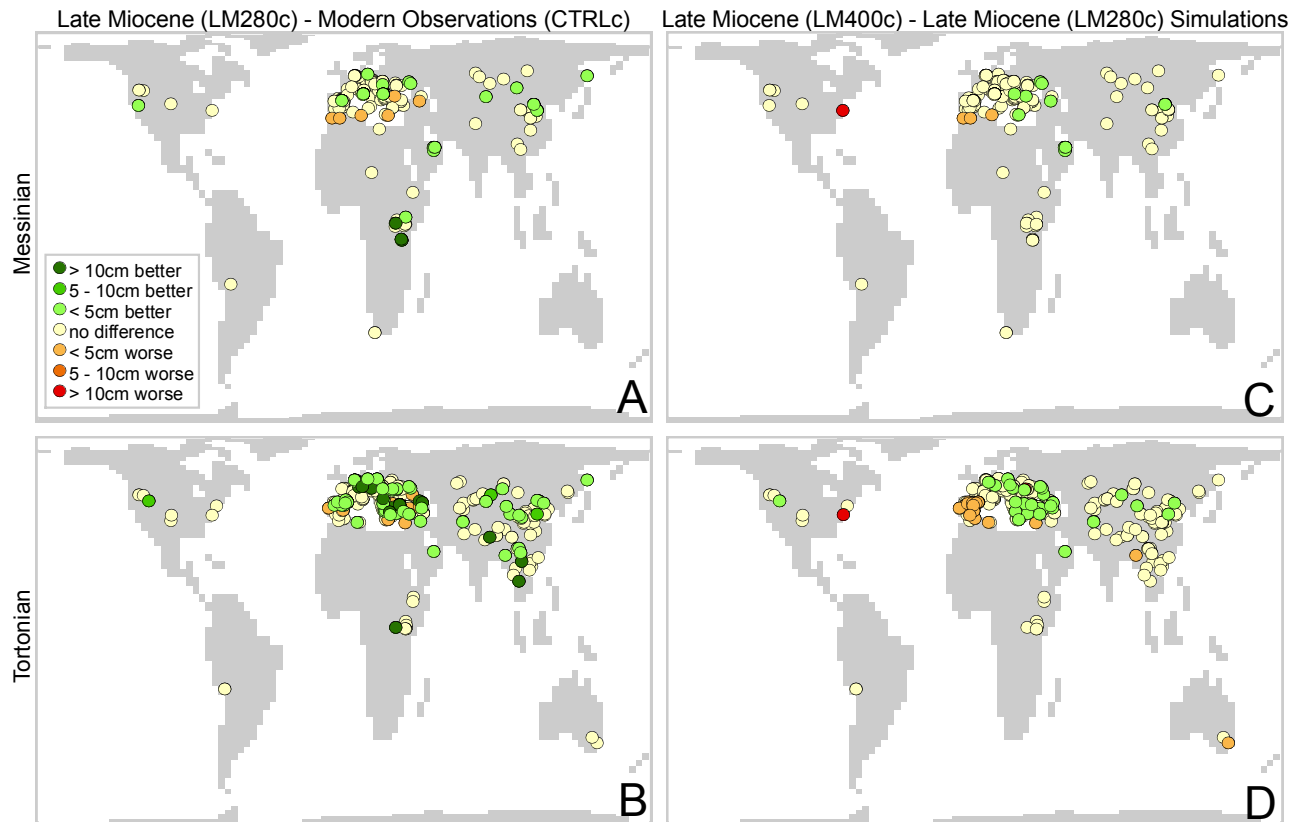 Late Miocene (LM280c) - Modern Observations (CTRLc)
Late Miocene (LM400c) - Late Miocene (LM280c) Simulations
Messinian
> 10cm better
5 - 10cm better
< 5cm better
no difference
< 5cm worse
5 - 10cm worse
> 10cm worse
A
C
Tortonian
B
D